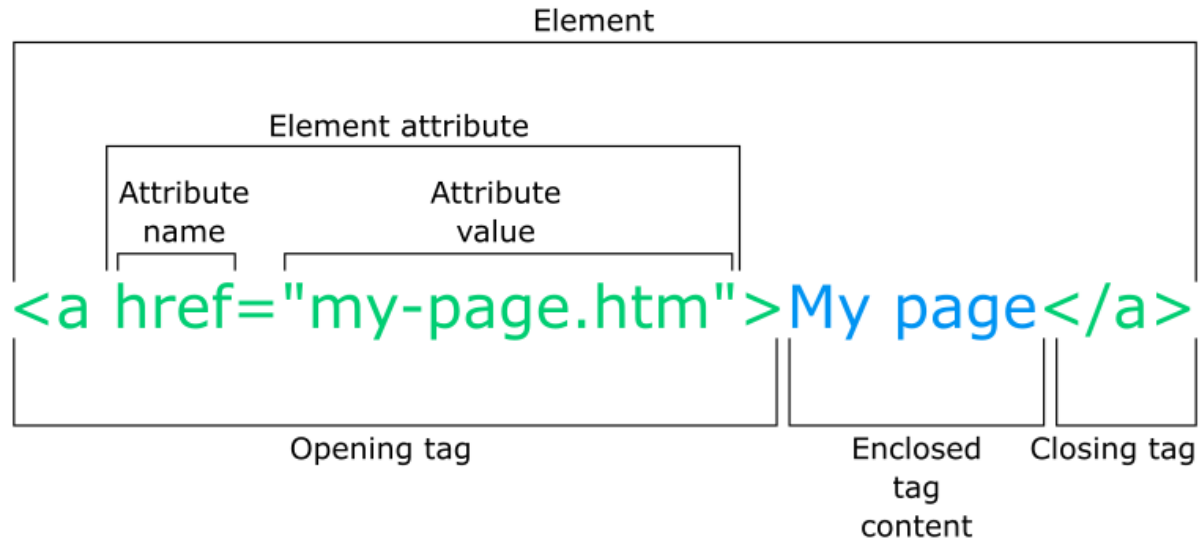 Element
Element attribute
Attribute name
Attribute value
<a href="my-page.htm">My page</a>
Opening tag
Enclosed tag content
Closing tag